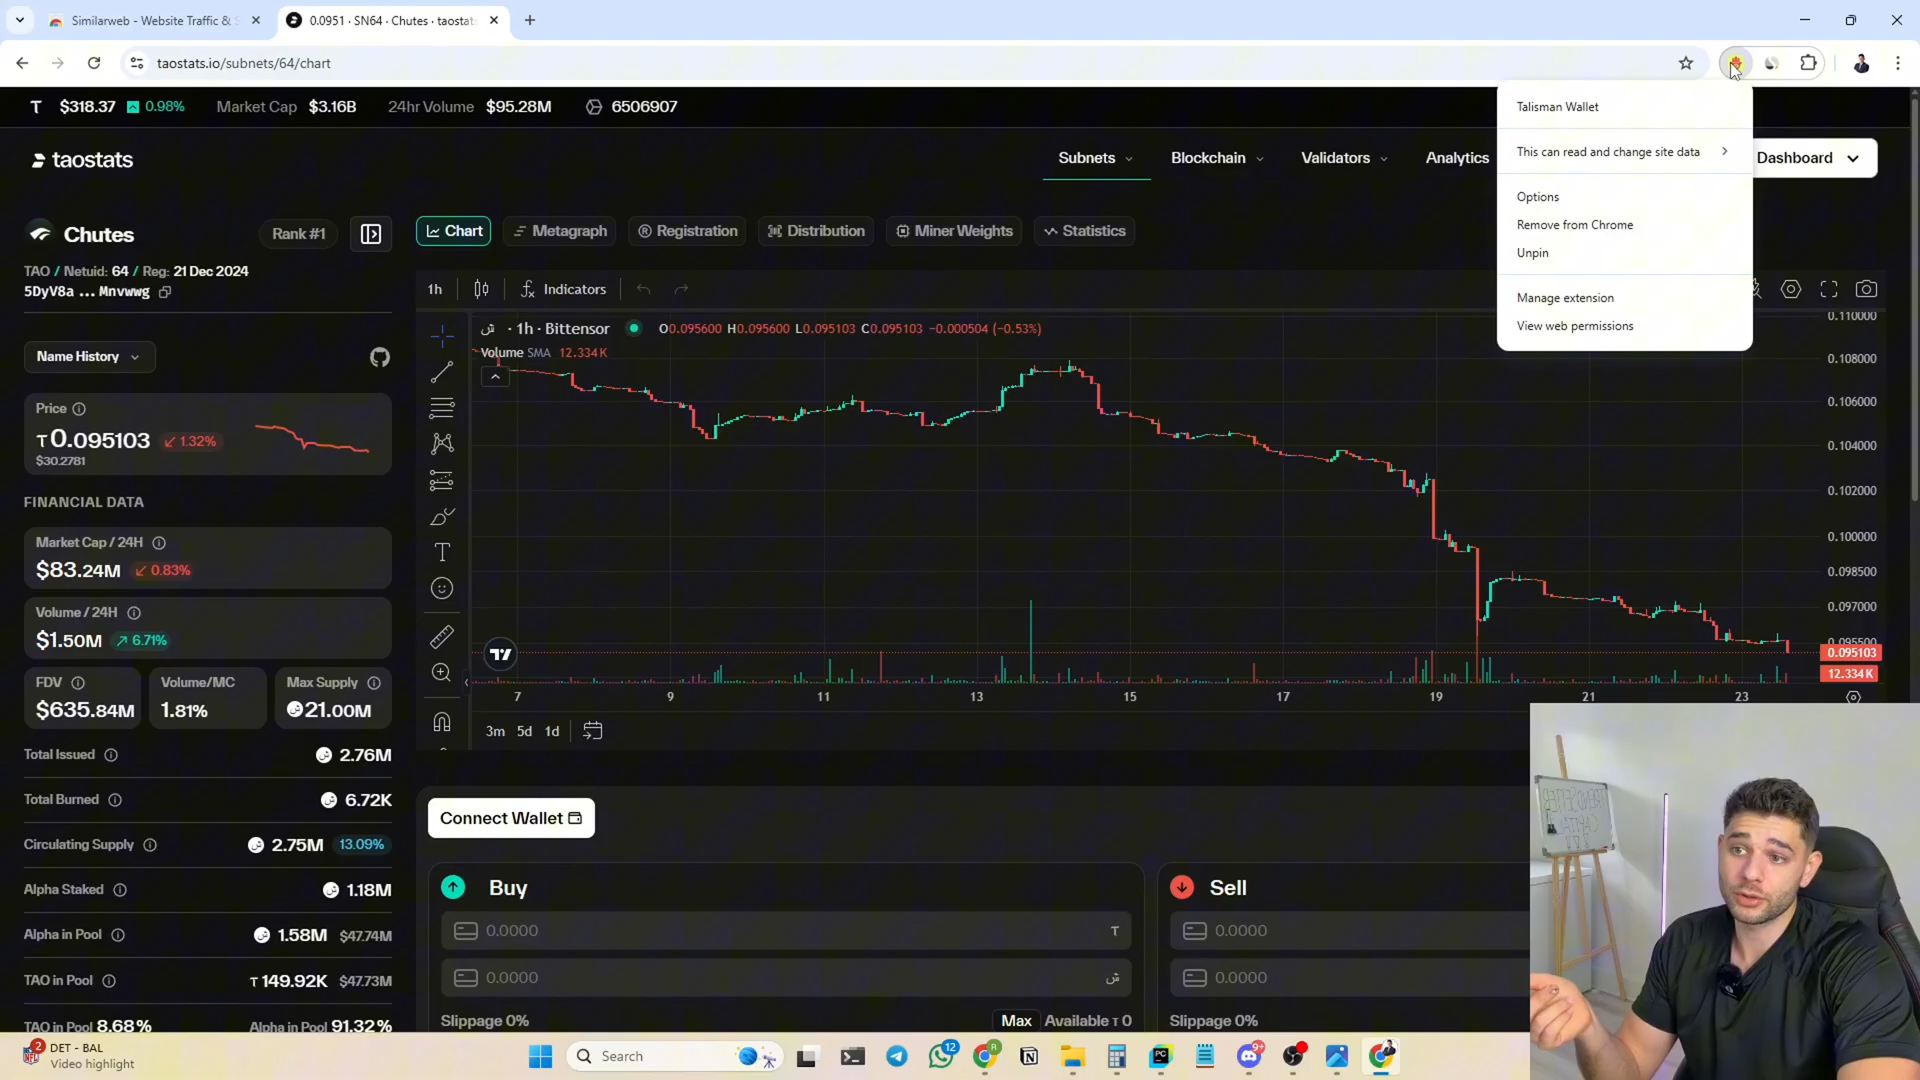 Similarweb - Website Traffic & S
0.0951 · SN64 · Chutes · taostats
taostats.io/subnets/64/chart
T $318.37 0.98% Market Cap $3.16B 24hr Volume $95.28M 6506907
taostats
Subnets Blockchain Validators Analytics Dashboard
Talisman Wallet
This can read and change site data
Options
Remove from Chrome
Unpin
Manage extension
View web permissions
Chutes Rank #1
TAO / Netuid: 64 / Reg: 21 Dec 2024
5DyV8a ... Mnvwwg
Name History
Price
T0.095103 1.32%
$30.2781
FINANCIAL DATA
Market Cap / 24H
$83.24M 0.83%
Volume / 24H
$1.50M 6.71%
FDV Volume/MC Max Supply
$635.84M 1.81% 21.00M
Total Issued 2.76M
Total Burned 6.72K
Circulating Supply 2.75M 13.09%
Alpha Staked 1.18M
Alpha in Pool 1.58M $47.74M
TAO in Pool T 149.92K $47.73M
TAO in Pool 8.68% Alpha in Pool 91.32%
Chart Metagraph Registration Distribution Miner Weights Statistics
1h Indicators
ش · 1h · Bittensor O0.095600 H0.095600 L0.095103 C0.095103 −0.000504 (−0.53%)
Volume SMA 12.334K
0.110000
0.108000
0.106000
0.104000
0.102000
0.100000
0.098500
0.097000
0.095500
0.095103
12.334K
7 9 11 13 15 17 19 21 23
3m 5d 1d
Connect Wallet
Buy
0.0000 T
0.0000 ش
Slippage 0% Max Available T 0
Sell
0.0000
0.0000
Slippage 0%
2
DET - BAL
Video highlight
Search
12
9+